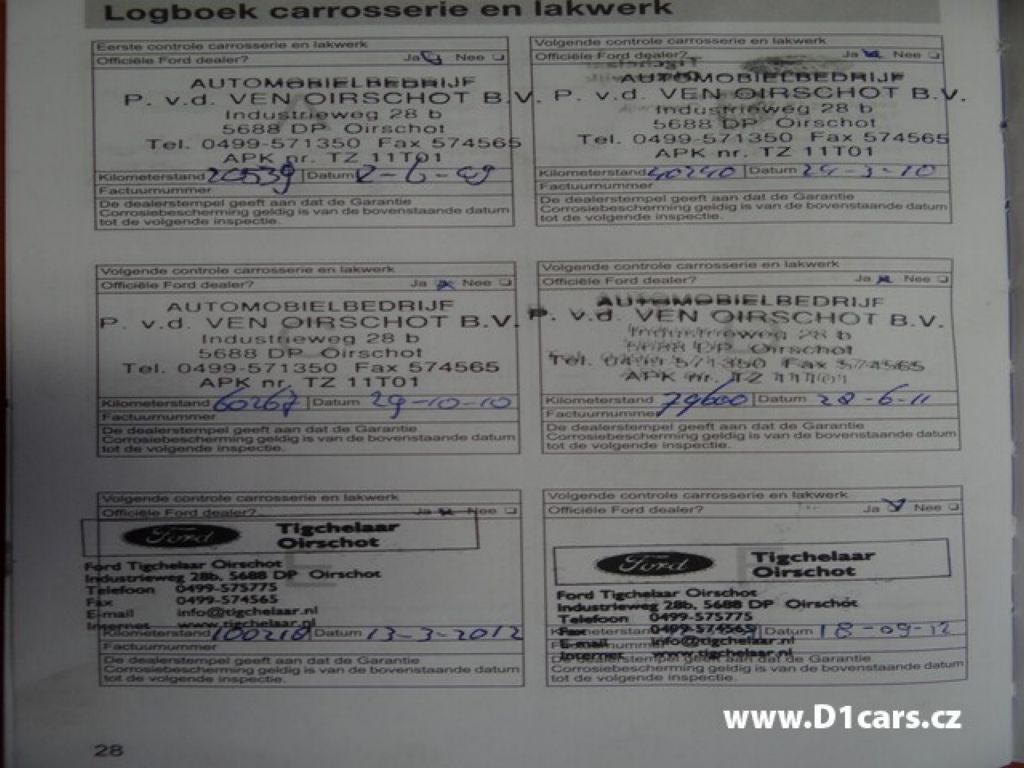 Logboek carrosserie en lakwerk
Eerste controle carrosserie en lakwerk
Officiële Ford dealer? Ja Nee
AUTOMOBIELBEDRIJF
P. v.d. VEN OIRSCHOT B.V.
Industrieweg 28 b
5688 DP Oirschot
Tel. 0499-571350 Fax 574565
APK nr. TZ 11T01
Kilometerstand 20539 Datum 2-6-09
Factuurnummer
De dealerstempel geeft aan dat de Garantie
Corrosiebescherming geldig is van de bovenstaande datum
tot de volgende inspectie.
Volgende controle carrosserie en lakwerk
Officiële Ford dealer? Ja Nee
AUTOMOBIELBEDRIJF
P. v.d. VEN OIRSCHOT B.V.
Industrieweg 28 b
5688 DP Oirschot
Tel. 0499-571350 Fax 574565
APK nr. TZ 11T01
Kilometerstand 40240 Datum 24-3-10
Factuurnummer
De dealerstempel geeft aan dat de Garantie
Corrosiebescherming geldig is van de bovenstaande datum
tot de volgende inspectie.
Volgende controle carrosserie en lakwerk
Officiële Ford dealer? Ja Nee
AUTOMOBIELBEDRIJF
P. v.d. VEN OIRSCHOT B.V.
Industrieweg 28 b
5688 DP Oirschot
Tel. 0499-571350 Fax 574565
APK nr. TZ 11T01
Kilometerstand 60267 Datum 29-10-10
Factuurnummer
De dealerstempel geeft aan dat de Garantie
Corrosiebescherming geldig is van de bovenstaande datum
tot de volgende inspectie.
Volgende controle carrosserie en lakwerk
Officiële Ford dealer? Ja Nee
AUTOMOBIELBEDRIJF
P. v.d. VEN OIRSCHOT B.V.
Industrieweg 28 b
5688 DP Oirschot
Tel. 0499 571350 Fax 574565
APK nr. TZ 11T01
Kilometerstand 79600 Datum 28-6-11
Factuurnummer
De dealerstempel geeft aan dat de Garantie
Corrosiebescherming geldig is van de bovenstaande datum
tot de volgende inspectie.
Volgende controle carrosserie en lakwerk
Officiële Ford dealer? Ja Nee
Ford Tigchelaar
Oirschot
Ford Tigchelaar Oirschot
Industrieweg 28b, 5688 DP Oirschot
Telefoon 0499-575775
Fax 0499-574565
E-mail info@tigchelaar.nl
Internet www.tigchelaar.nl
Kilometerstand 100210 Datum 13-3-2012
Factuurnummer
De dealerstempel geeft aan dat de Garantie
Corrosiebescherming geldig is van de bovenstaande datum
tot de volgende inspectie.
Volgende controle carrosserie en lakwerk
Officiële Ford dealer? Ja Nee
Ford Tigchelaar
Oirschot
Ford Tigchelaar Oirschot
Industrieweg 28b, 5688 DP Oirschot
Telefoon 0499-575775
Fax 0499-574565
Kilometerstand Datum 18-09-12
E-mail info@tigchelaar.nl
Factuurnummer
Internet www.tigchelaar.nl
De dealerstempel geeft aan dat de Garantie
Corrosiebescherming geldig is van de bovenstaande datum
tot de volgende inspectie.
28
www.D1cars.cz